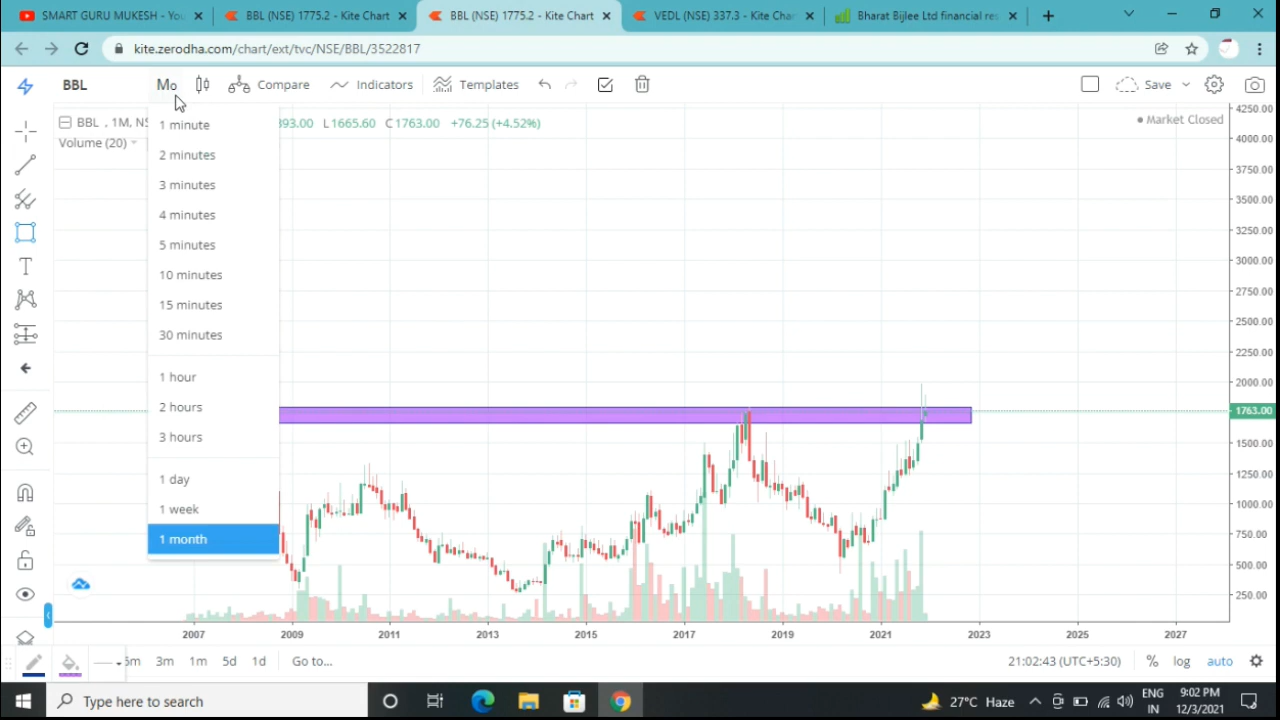 SMART GURU MUKESH - You
BBL (NSE) 1775.2 - Kite Chart
BBL (NSE) 1775.2 - Kite Chart
VEDL (NSE) 337.3 - Kite Char
Bharat Bijlee Ltd financial res
kite.zerodha.com/chart/ext/tvc/NSE/BBL/3522817
BBL Mo Compare Indicators Templates Save
BBL , 1M, NS 393.00 L1665.60 C1763.00 +76.25 (+4.52%)
Market Closed
Volume (20)
1 minute
2 minutes
3 minutes
4 minutes
5 minutes
10 minutes
15 minutes
30 minutes
1 hour
2 hours
3 hours
1 day
1 week
1 month
4250.00
4000.00
3750.00
3500.00
3250.00
3000.00
2750.00
2500.00
2250.00
2000.00
1763.00
1500.00
1250.00
1000.00
750.00
500.00
250.00
2007 2009 2011 2013 2015 2017 2019 2021 2023 2025 2027
3m 1m 5d 1d Go to... 21:02:43 (UTC+5:30) % log auto
Type here to search
27°C Haze
ENG
IN
9:02 PM
12/3/2021